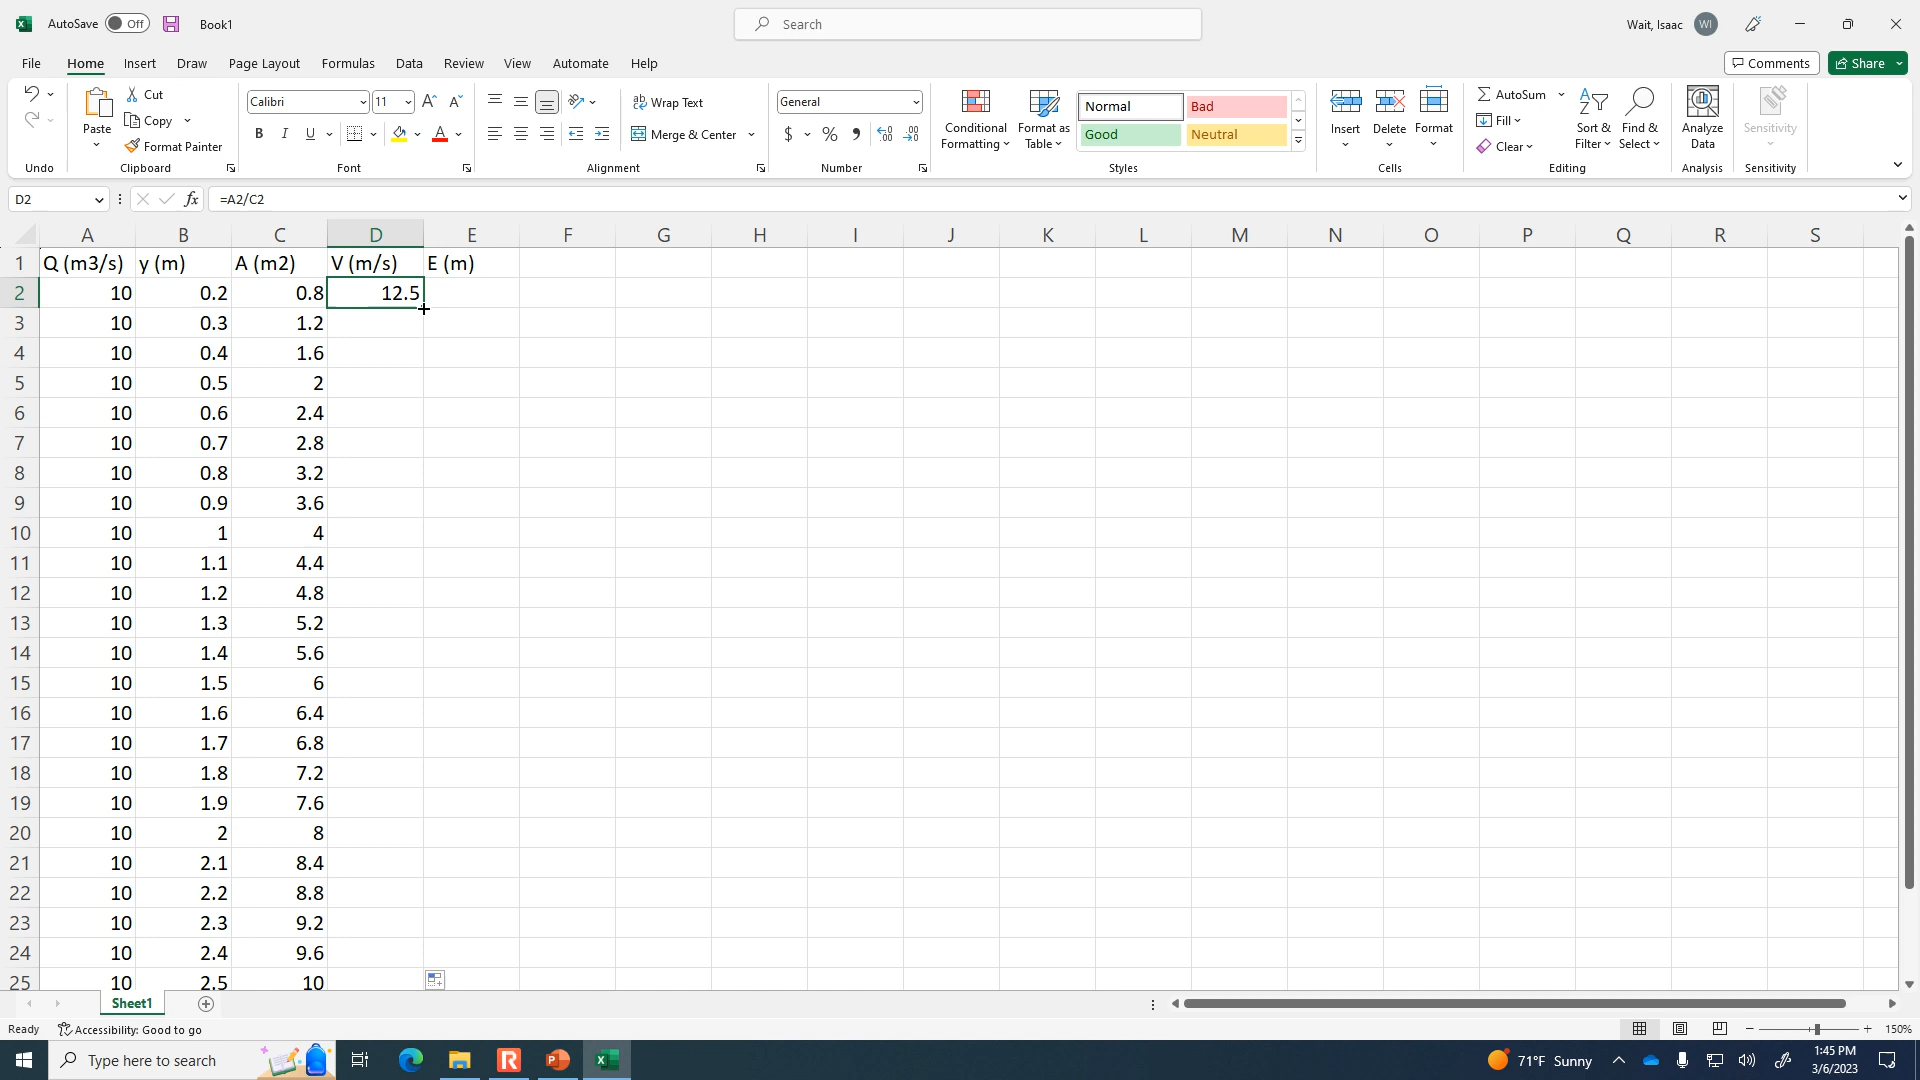 AutoSave Off Book1 Search Wait, Isaac WI
File Home Insert Draw Page Layout Formulas Data Review View Automate Help Comments Share
Paste Cut Copy Format Painter
Calibri 11
B I U A
ab Wrap Text
Merge & Center
General
$ % 9
Conditional Formatting
Format as Table
Normal Bad
Good Neutral
Insert Delete Format
AutoSum
Fill
Clear
Sort & Filter
Find & Select
Analyze Data
Sensitivity
Undo Clipboard Font Alignment Number Styles Cells Editing Analysis Sensitivity
D2 fx =A2/C2
A B C D E F G H I J K L M N O P Q R S
1 Q (m3/s) y (m) A (m2) V (m/s) E (m)
2 10 0.2 0.8 12.5
3 10 0.3 1.2
4 10 0.4 1.6
5 10 0.5 2
6 10 0.6 2.4
7 10 0.7 2.8
8 10 0.8 3.2
9 10 0.9 3.6
10 10 1 4
11 10 1.1 4.4
12 10 1.2 4.8
13 10 1.3 5.2
14 10 1.4 5.6
15 10 1.5 6
16 10 1.6 6.4
17 10 1.7 6.8
18 10 1.8 7.2
19 10 1.9 7.6
20 10 2 8
21 10 2.1 8.4
22 10 2.2 8.8
23 10 2.3 9.2
24 10 2.4 9.6
25 10 2.5 10
Sheet1
Ready Accessibility: Good to go 150%
Type here to search 71°F Sunny 1:45 PM
3/6/2023